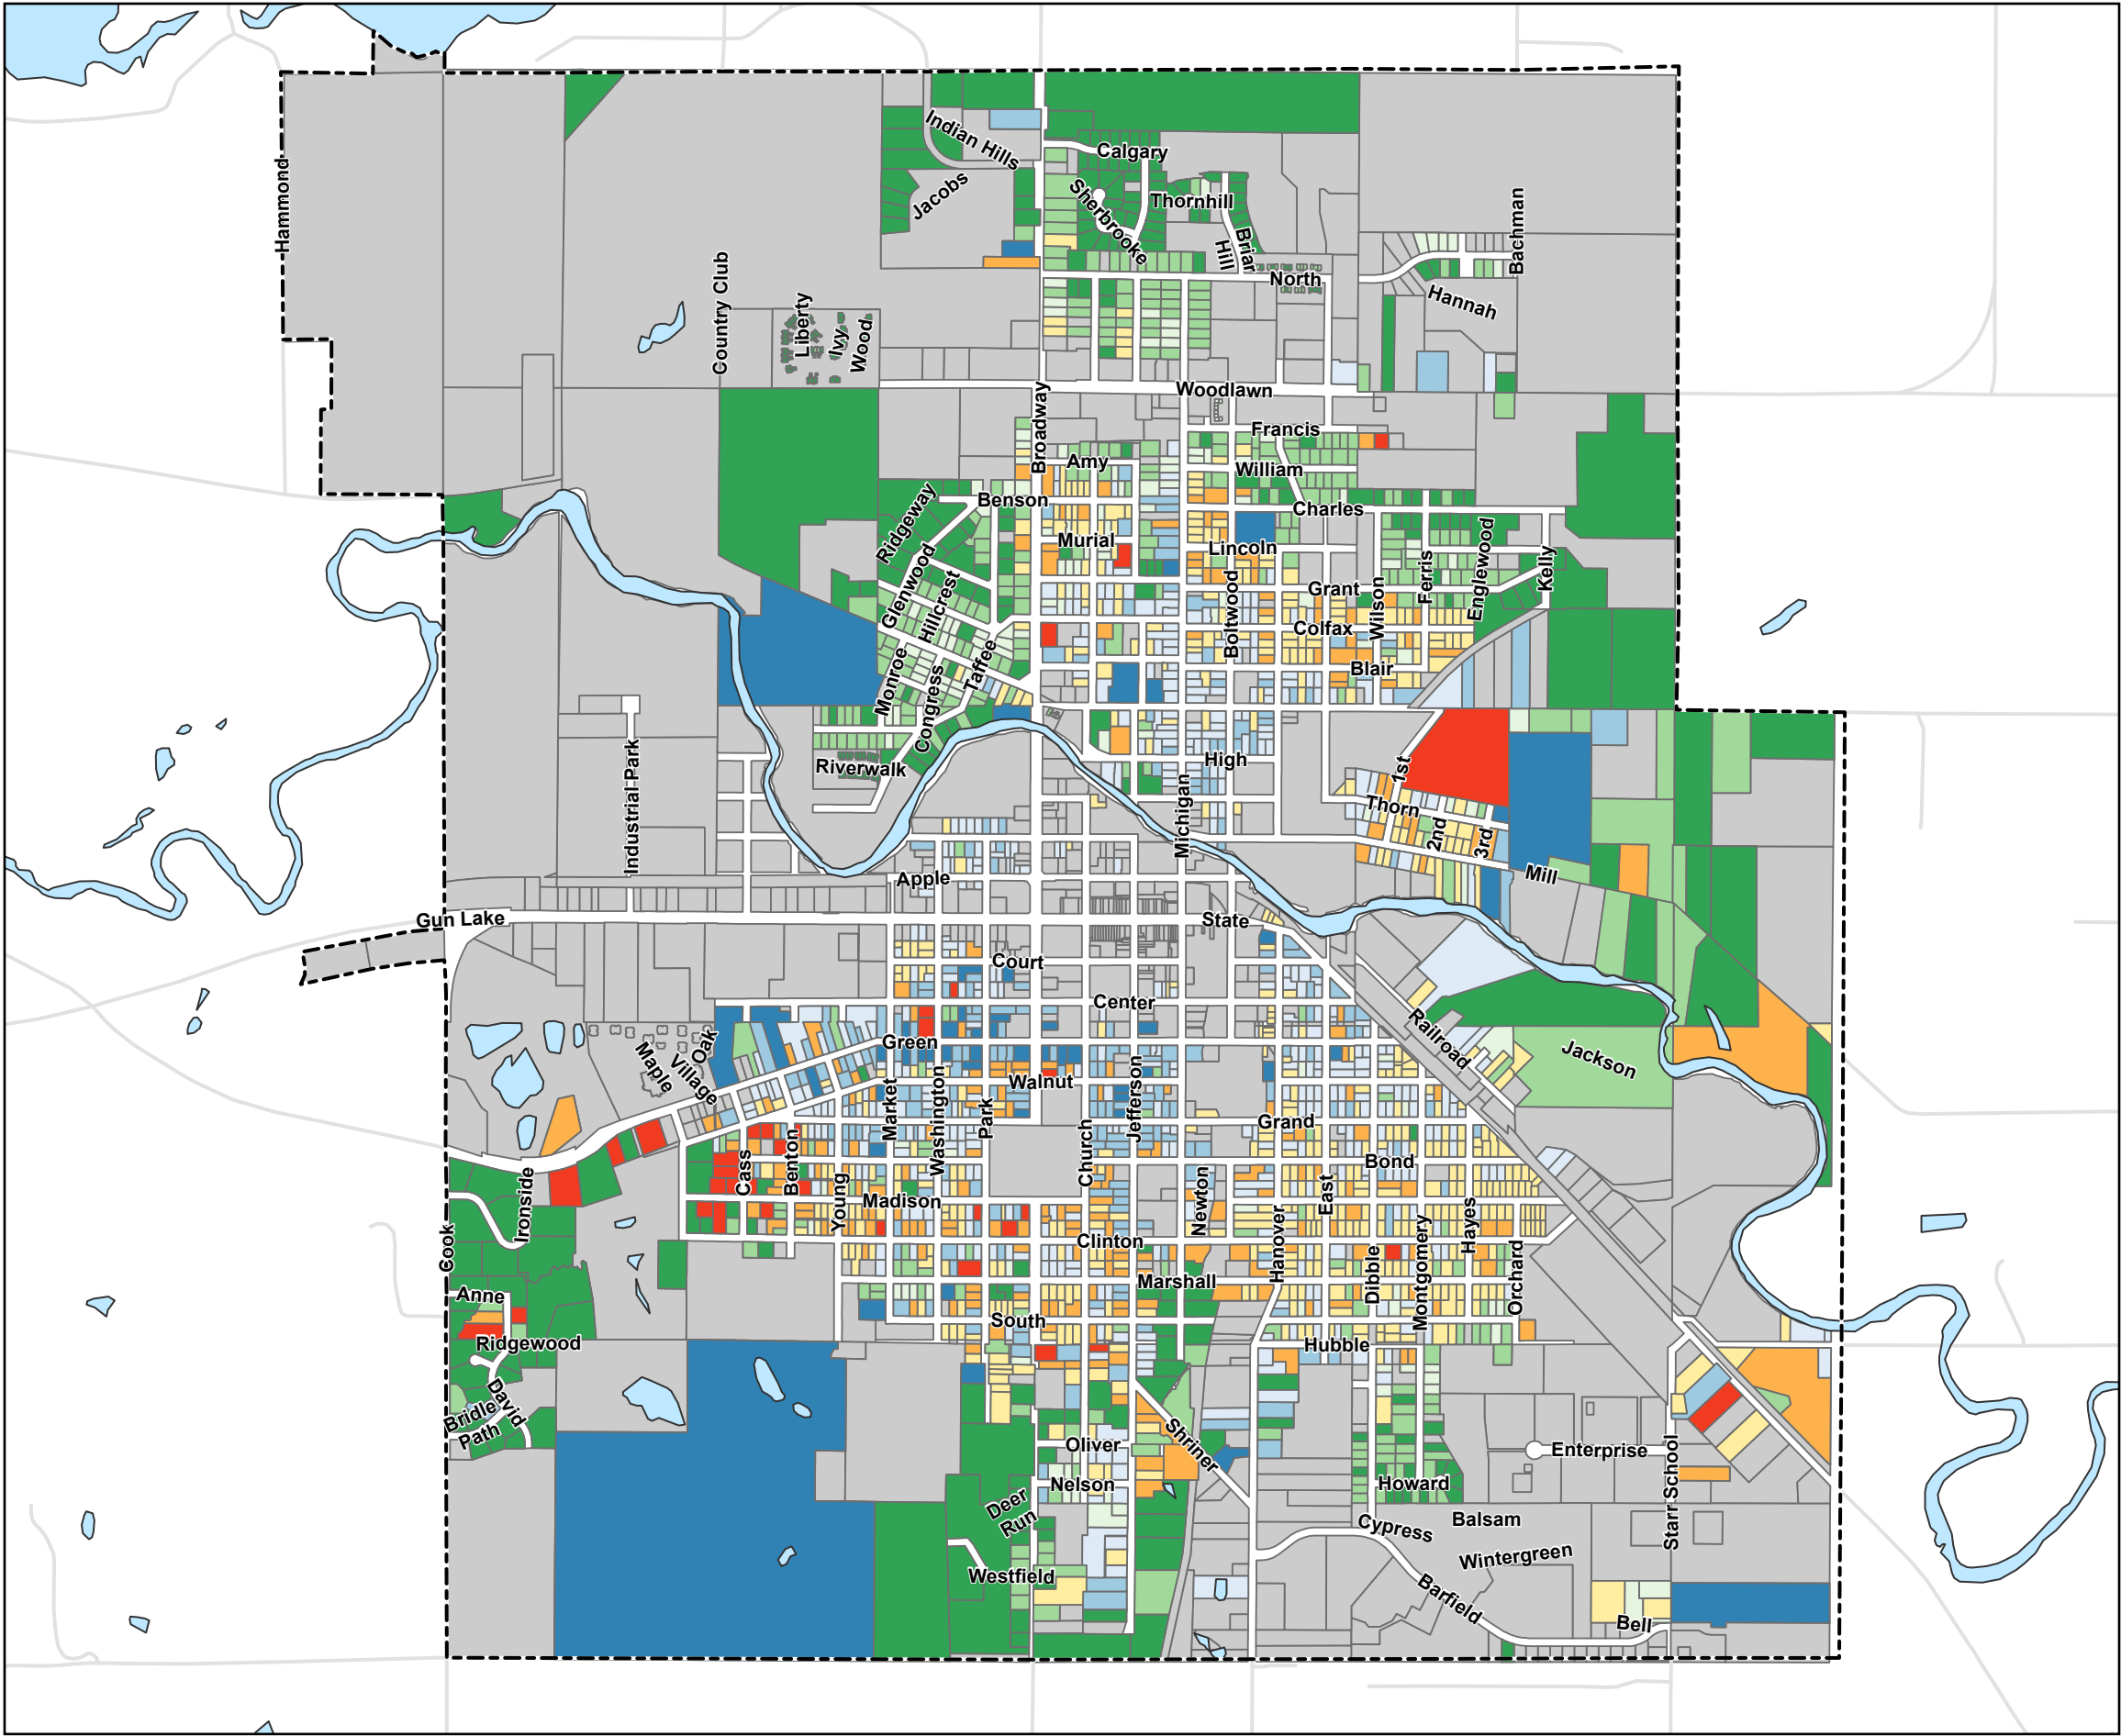 Indian Hills
Calgary
Jacobs
Sherbrooke
Thornhill
Hammond
Bachman
Briar
Hill
North
Country Club
Liberty
Ivy
Wood
Hannah
Woodlawn
Broadway
Francis
Amy
William
Benson
Charles
Ridgeway
Murial
Lincoln
Englewood
Glenwood
Hillcrest
Boltwood
Grant
Wilson
Ferris
Kelly
Colfax
Monroe
Congress
Taffee
Blair
Industrial Park
Riverwalk
High
1st
Michigan
Thorn
2nd
3rd
Apple
Mill
Gun Lake
State
Court
Center
Maple
Village
Oak
Green
Railroad
Jackson
Market
Washington
Walnut
Park
Jefferson
Grand
Cass
Benton
Church
Bond
Ironside
Young
Madison
Newton
East
Cook
Clinton
Hanover
Hayes
Anne
Marshall
Dibble
Montgomery
Orchard
South
Ridgewood
Hubble
David
Bridle
Path
Oliver
Shriner
Enterprise
Starr School
Nelson
Howard
Deer
Run
Cypress
Balsam
Wintergreen
Westfield
Barfield
Bell